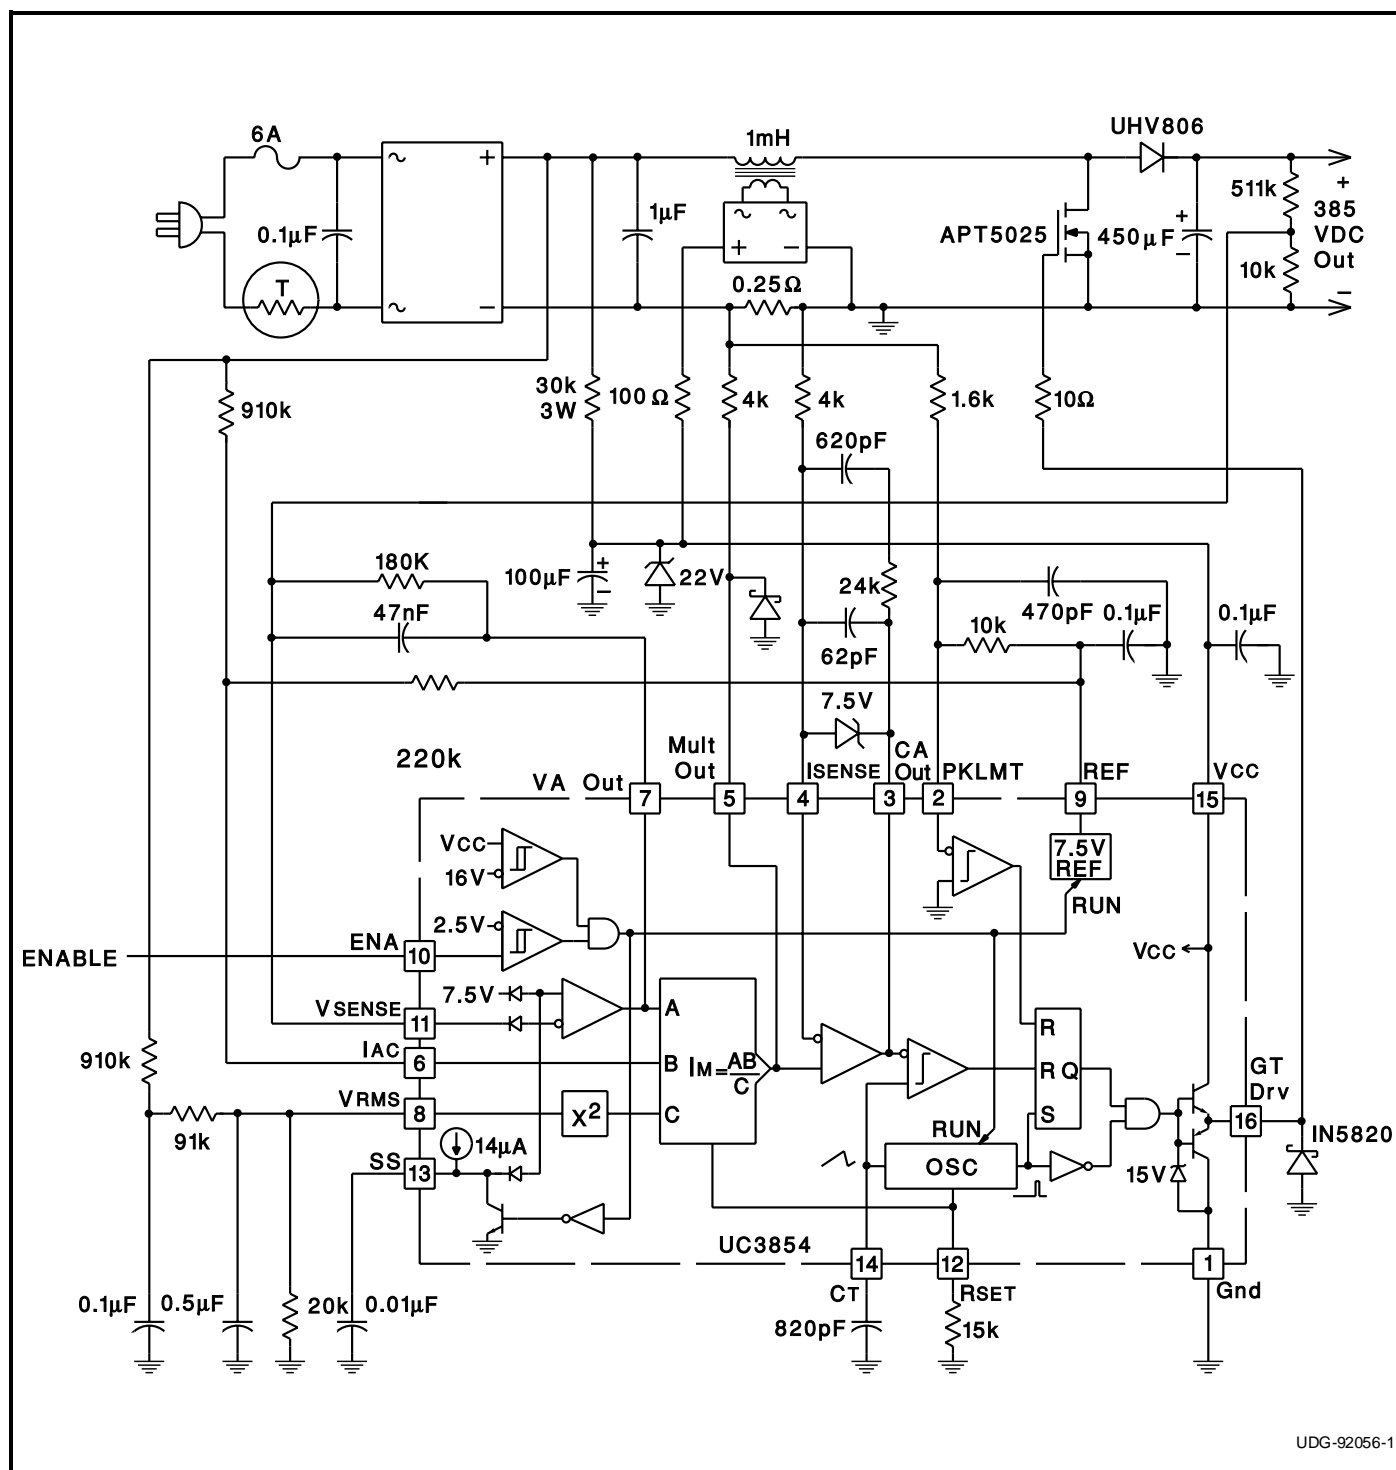 6A
1mH
UHV806
0.1μF
1μF
APT5025
450μF
+
−
511k
+
385
VDC
Out
−
10k
T
~
~
+
−
~ ~
+ −
0.25Ω
910k
30k
3W
100Ω
4k
4k
1.6k
10Ω
620pF
180K
47nF
100μF
+
−
22V
24k
62pF
470pF
0.1μF
0.1μF
10k
7.5V
220k
VA Out
Mult
Out
ISENSE
CA
Out
PKLMT
REF
VCC
7
5
4
3
2
9
15
VCC
16V
2.5V
7.5V
REF
RUN
ENABLE
ENA
10
VCC
7.5V
VSENSE
11
A
IAC
6
B
IM=AB/C
910k
VRMS
8
X2
C
91k
R
R Q
S
GT
Drv
16
IN5820
SS
13
14μA
RUN
OSC
15V
UC3854
14
12
1
CT
RSET
Gnd
0.1μF
0.5μF
20k
0.01μF
820pF
15k
UDG-92056-1